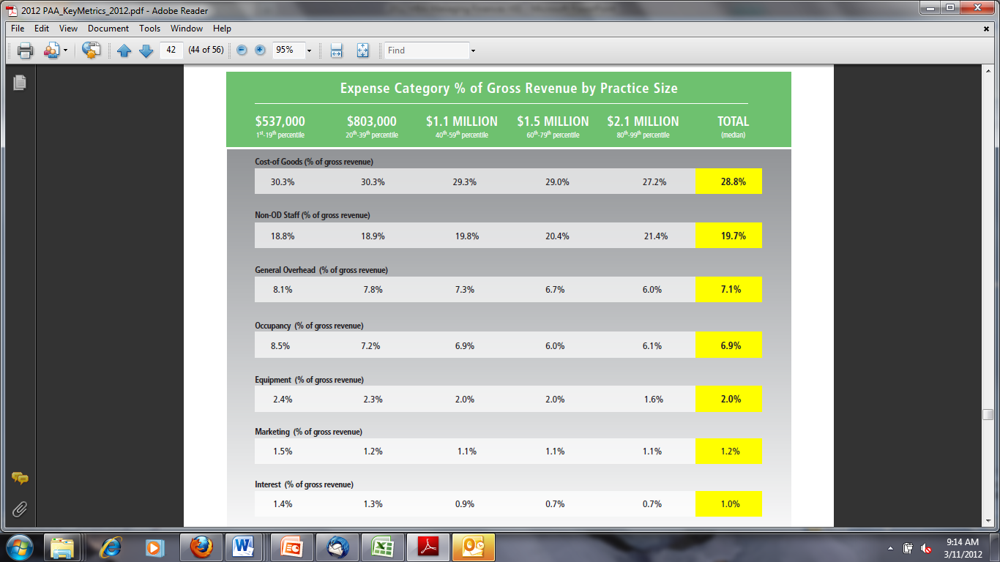 2012 PAA_KeyMetrics_2012.pdf - Adobe Reader
File Edit View Document Tools Window Help
42 (44 of 56) 95% Find
Expense Category % of Gross Revenue by Practice Size
$537,000 $803,000 $1.1 MILLION $1.5 MILLION $2.1 MILLION TOTAL
1st-19th percentile 20th-39th percentile 40th-59th percentile 60th-79th percentile 80th-99th percentile (median)
Cost-of Goods (% of gross revenue)
30.3% 30.3% 29.3% 29.0% 27.2% 28.8%
Non-OD Staff (% of gross revenue)
18.8% 18.9% 19.8% 20.4% 21.4% 19.7%
General Overhead (% of gross revenue)
8.1% 7.8% 7.3% 6.7% 6.0% 7.1%
Occupancy (% of gross revenue)
8.5% 7.2% 6.9% 6.0% 6.1% 6.9%
Equipment (% of gross revenue)
2.4% 2.3% 2.0% 2.0% 1.6% 2.0%
Marketing (% of gross revenue)
1.5% 1.2% 1.1% 1.1% 1.1% 1.2%
Interest (% of gross revenue)
1.4% 1.3% 0.9% 0.7% 0.7% 1.0%
9:14 AM
3/11/2012